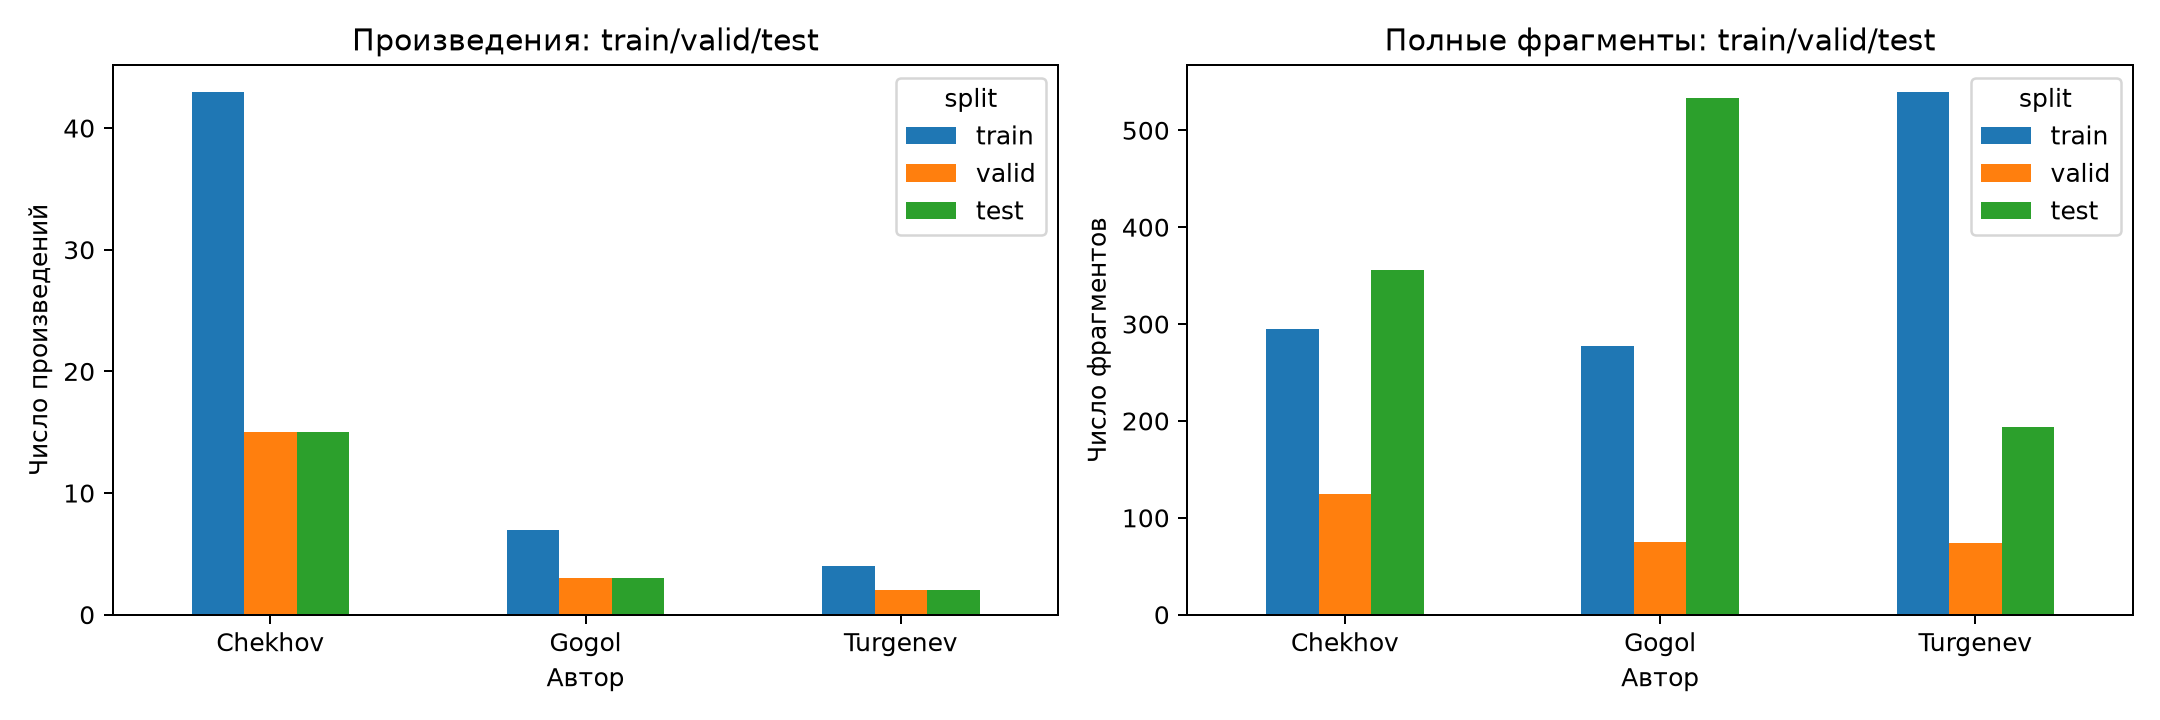 Произведения: train/valid/test
Число произведений
40
30
20
10
0
split
train
valid
test
Chekhov
Gogol
Turgenev
Автор
Полные фрагменты: train/valid/test
Число фрагментов
500
400
300
200
100
0
split
train
valid
test
Chekhov
Gogol
Turgenev
Автор